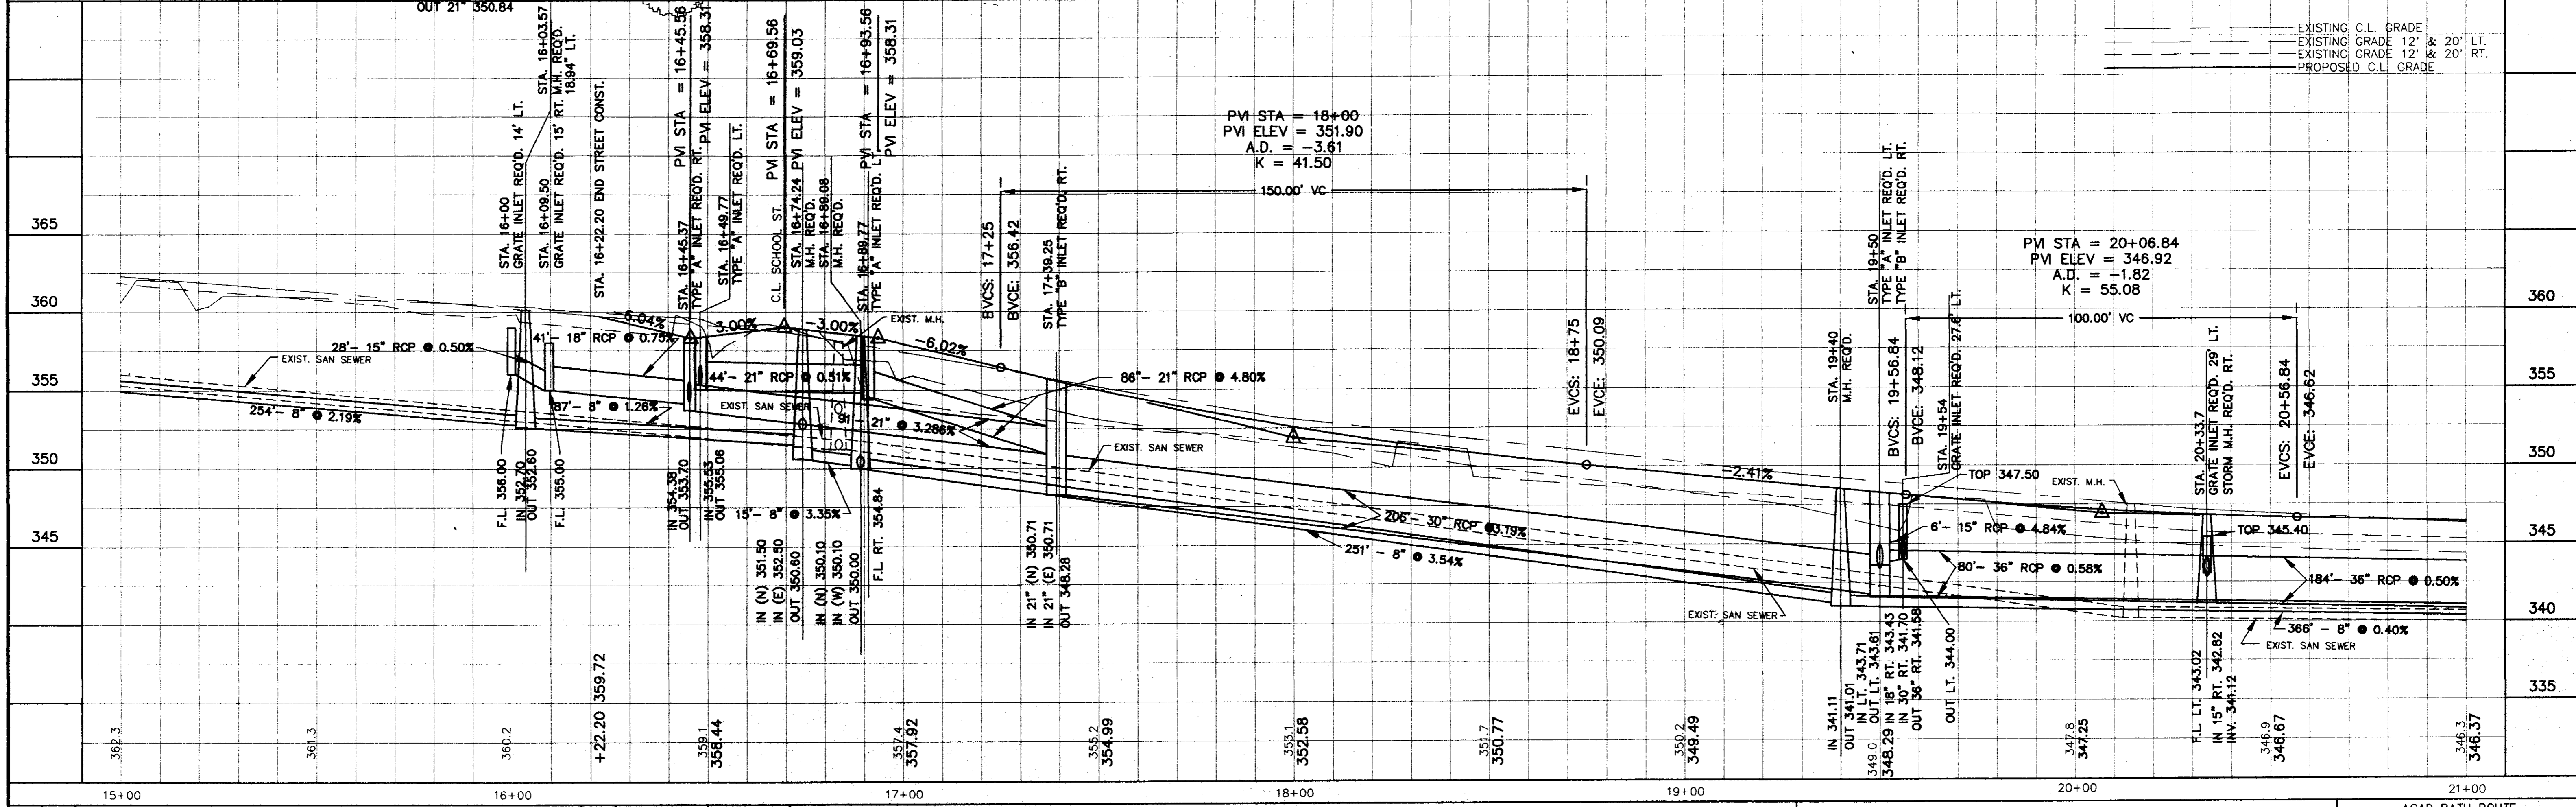 OUT 21" 350.84
EXISTING C.L. GRADE
EXISTING GRADE 12' & 20' LT.
EXISTING GRADE 12' & 20' RT.
PROPOSED C.L. GRADE
STA. 16+00
GRATE INLET REQ'D. 14' LT.
STA. 16+03.57
M.H. REQ'D.
18.94" LT.
STA. 16+09.50
GRATE INLET REQ'D. 15' RT.
STA. 16+22.20 END STREET CONST.
PVI STA = 16+45.56
PVI ELEV = 358.31
STA. 16+45.37
TYPE "A" INLET REQ'D. RT.
STA. 16+49.77
TYPE "A" INLET REQ'D. LT.
C.L. SCHOOL ST.
PVI STA = 16+69.56
PVI ELEV = 359.03
STA. 16+74.24
M.H. REQ'D.
STA. 16+89.08
M.H. REQ'D.
PVI STA = 16+93.56
PVI ELEV = 358.31
STA. 16+89.77
TYPE "A" INLET REQ'D. LT.
BVCS: 17+25
BVCE: 356.42
STA. 17+39.25
TYPE "B" INLET REQ'D. RT.
PVI STA = 18+00
PVI ELEV = 351.90
A.D. = -3.61
K = 41.50
150.00' VC
EVCS: 18+75
EVCE: 350.09
STA. 19+40
M.H. REQ'D.
STA. 19+50
TYPE "A" INLET REQ'D. LT.
TYPE "B" INLET REQ'D. RT.
BVCS: 19+56.84
BVCE: 348.12
STA. 19+54
GRATE INLET REQ'D. 27.6' LT.
PVI STA = 20+06.84
PVI ELEV = 346.92
A.D. = -1.82
K = 55.08
100.00' VC
STA. 20+33.7
GRATE INLET REQ'D. 29' LT.
STORM M.H. REQ'D. RT.
EVCS: 20+56.84
EVCE: 346.62
365
360
355
350
345
340
335
360
355
350
345
340
335
-6.04%
3.00%
-3.00%
-6.02%
-2.41%
EXIST. M.H.
41'- 18" RCP @ 0.75%
28'- 15" RCP @ 0.50%
EXIST. SAN SEWER
254'- 8" @ 2.19%
87'- 8" @ 1.26%
44'- 21" RCP @ 0.51%
EXIST. SAN SEWER
91'
21" @ 3.286%
86'- 21" RCP @ 4.80%
EXIST. SAN SEWER
15'- 8" @ 3.35%
206'- 30" RCP @ 3.19%
251' - 8" @ 3.54%
EXIST. SAN SEWER
TOP 347.50
EXIST. M.H.
6'- 15" RCP @ 4.84%
80'- 36" RCP @ 0.58%
TOP 345.40
184'- 36" RCP @ 0.50%
366' - 8" @ 0.40%
EXIST. SAN SEWER
F.L. 356.00
IN 352.70
OUT 352.60
F.L. 355.00
IN 354.38
OUT 353.70
IN 355.53
OUT 355.06
IN (N) 351.50
IN (E) 352.50
OUT 350.60
IN (N) 350.10
IN (W) 350.10
OUT 350.00
F.L. RT. 354.84
IN 21" (N) 350.71
IN 21" (E) 350.71
OUT 348.28
IN 341.11
OUT 341.01
IN LT. 343.71
OUT LT. 343.61
IN 18" RT. 343.43
IN 30" RT. 341.70
OUT 36" RT. 341.58
OUT LT. 344.00
F.L. LT. 343.02
IN 15" RT. 342.82
INV. 341.12
362.3
361.3
360.2
+22.20 359.72
359.1
358.44
357.4
357.92
355.2
354.99
353.1
352.58
351.7
350.77
350.2
349.49
349.0
348.29
347.8
347.25
346.9
346.67
346.3
346.37
15+00
16+00
17+00
18+00
19+00
20+00
21+00
ACAD PATH ROUTE